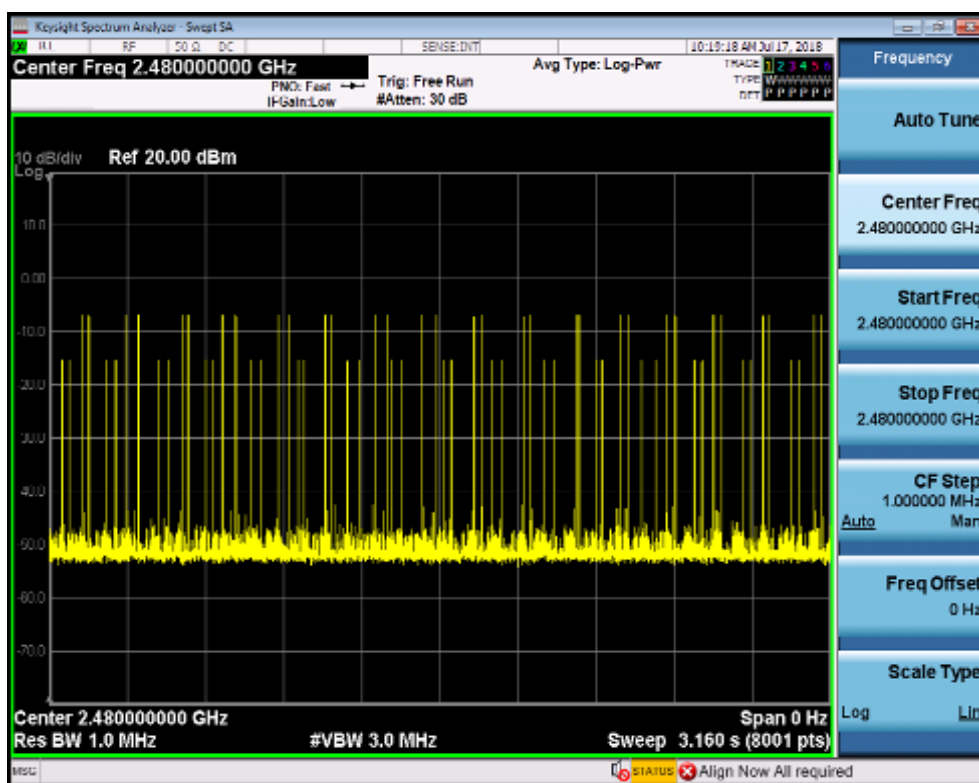 Keysight Spectrum Analyzer - Swept SA
RF 50 Ω DC SENSE:INT 10:19:18 AM Jul 17, 2018
Center Freq 2.480000000 GHz Avg Type: Log-Pwr TRACE 1 2 3 4 5 6
PNO: Fast Trig: Free Run TYPE WWWWWW
IFGain:Low #Atten: 30 dB DET P P P P P P
Frequency
Auto Tune
10 dB/div Ref 20.00 dBm
Log
10.0
0.00
-10.0
-20.0
-30.0
-40.0
-50.0
-60.0
-70.0
Center Freq
2.480000000 GHz
Start Freq
2.480000000 GHz
Stop Freq
2.480000000 GHz
CF Step
1.000000 MHz
Auto Man
Freq Offset
0 Hz
Scale Type
Log Lin
Center 2.480000000 GHz Span 0 Hz
Res BW 1.0 MHz #VBW 3.0 MHz Sweep 3.160 s (8001 pts)
MSG STATUS Align Now All required